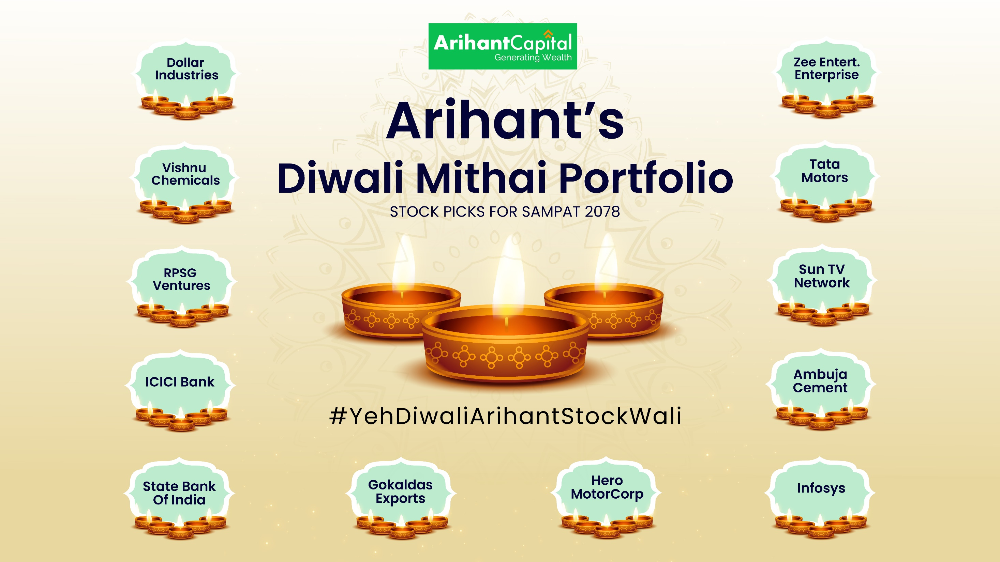 ArihantCapital
Generating Wealth
Arihant’s
Diwali Mithai Portfolio
STOCK PICKS FOR SAMPAT 2078
Dollar
Industries
Vishnu
Chemicals
RPSG
Ventures
ICICI Bank
State Bank
Of India
Zee Entert.
Enterprise
Tata
Motors
Sun TV
Network
Ambuja
Cement
#YehDiwaliArihantStockWali
Gokaldas
Exports
Hero
MotorCorp
Infosys